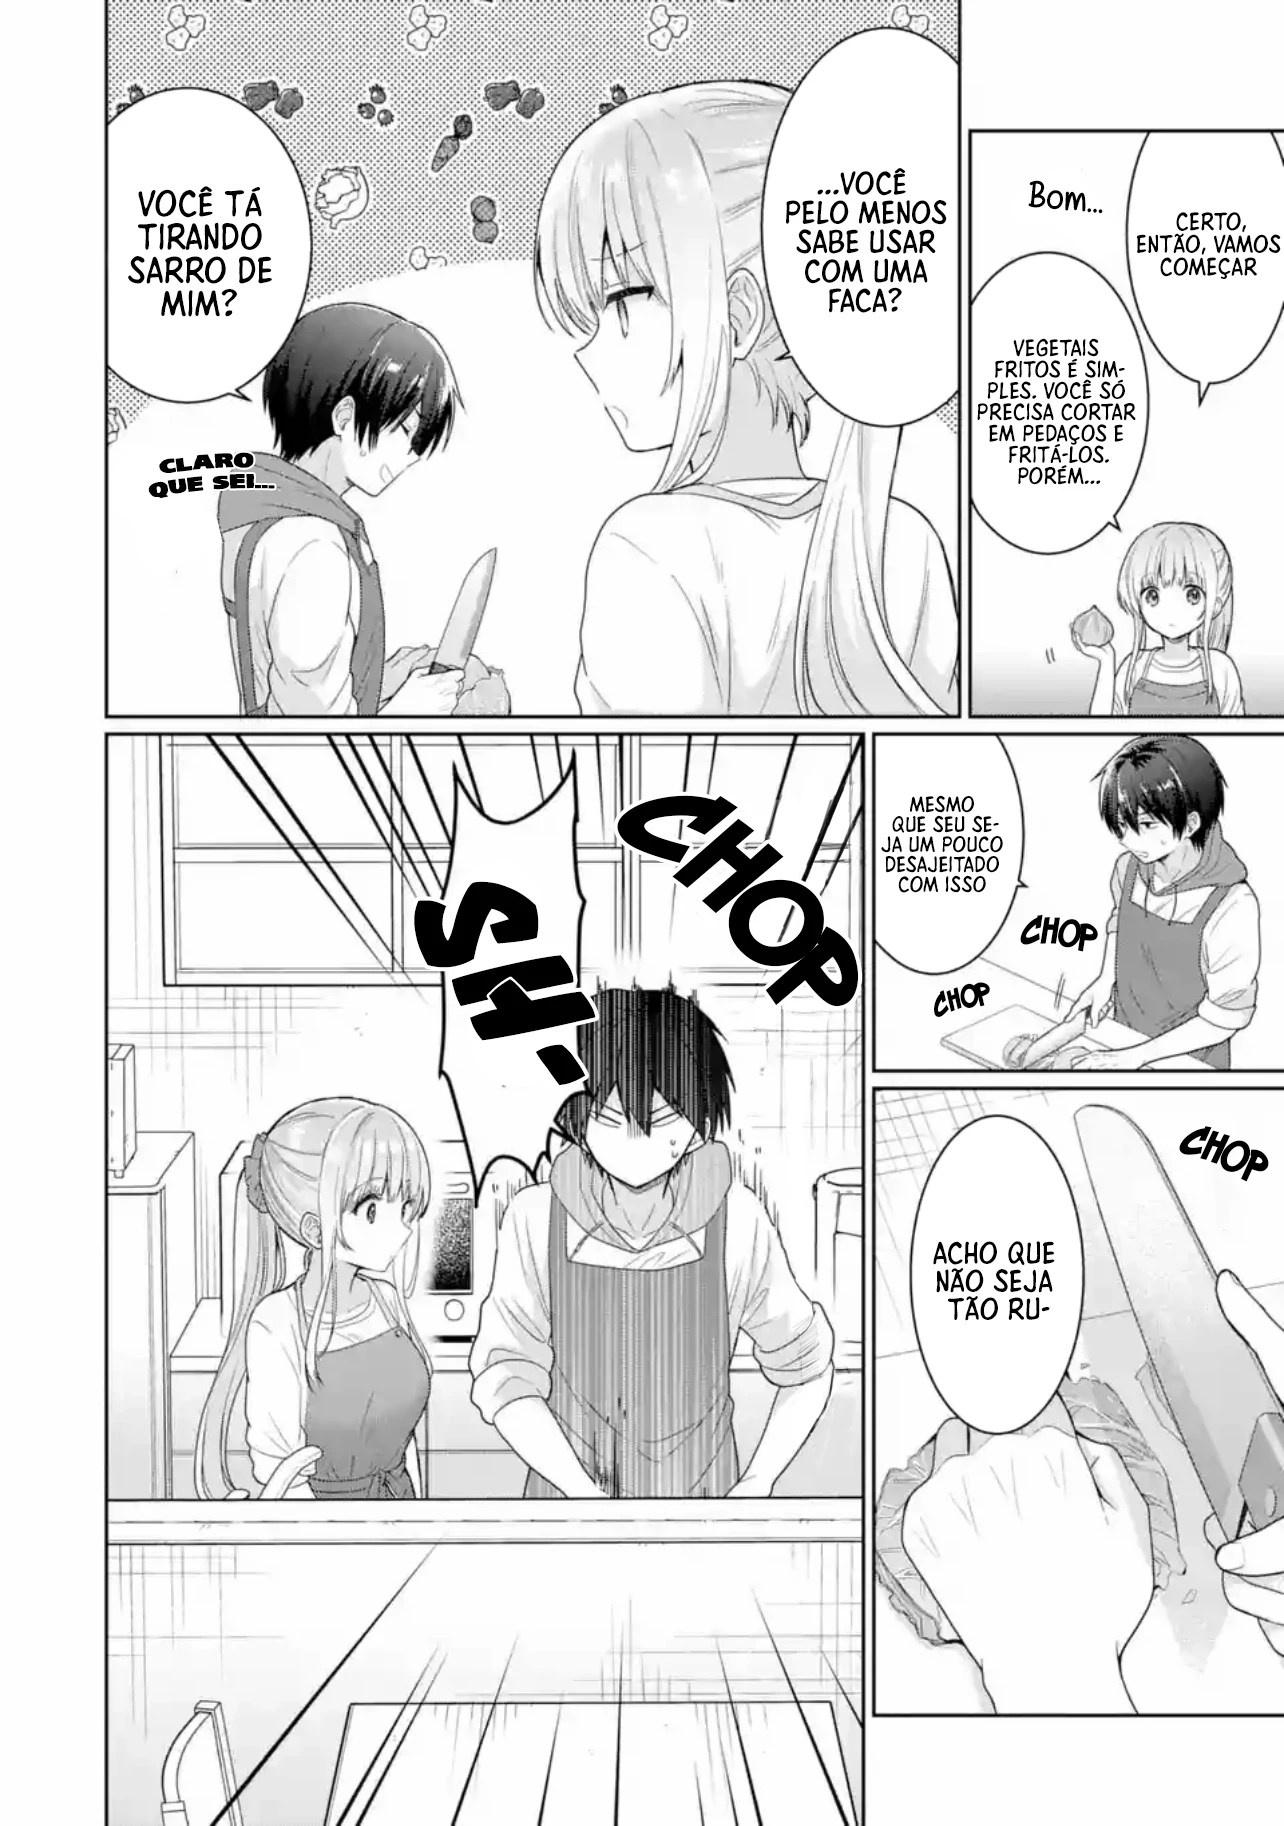 CERTO,
ENTÃO, VAMOS
COMEÇAR
Bom...
VEGETAIS
FRITOS É SIM-
PLES. VOCÊ SÓ
PRECISA CORTAR
EM PEDAÇOS E
FRITÁ-LOS.
PORÉM...
...VOCÊ
PELO MENOS
SABE USAR
COM UMA
FACA?
VOCÊ TÁ
TIRANDO
SARRO DE
MIM?
CLARO
QUE SEI...
MESMO
QUE SEU SE-
JA UM POUCO
DESAJEITADO
COM ISSO
CHOP
CHOP
CHOP
ACHO QUE
NÃO SEJA
TÃO RU-
CHOP
SH-